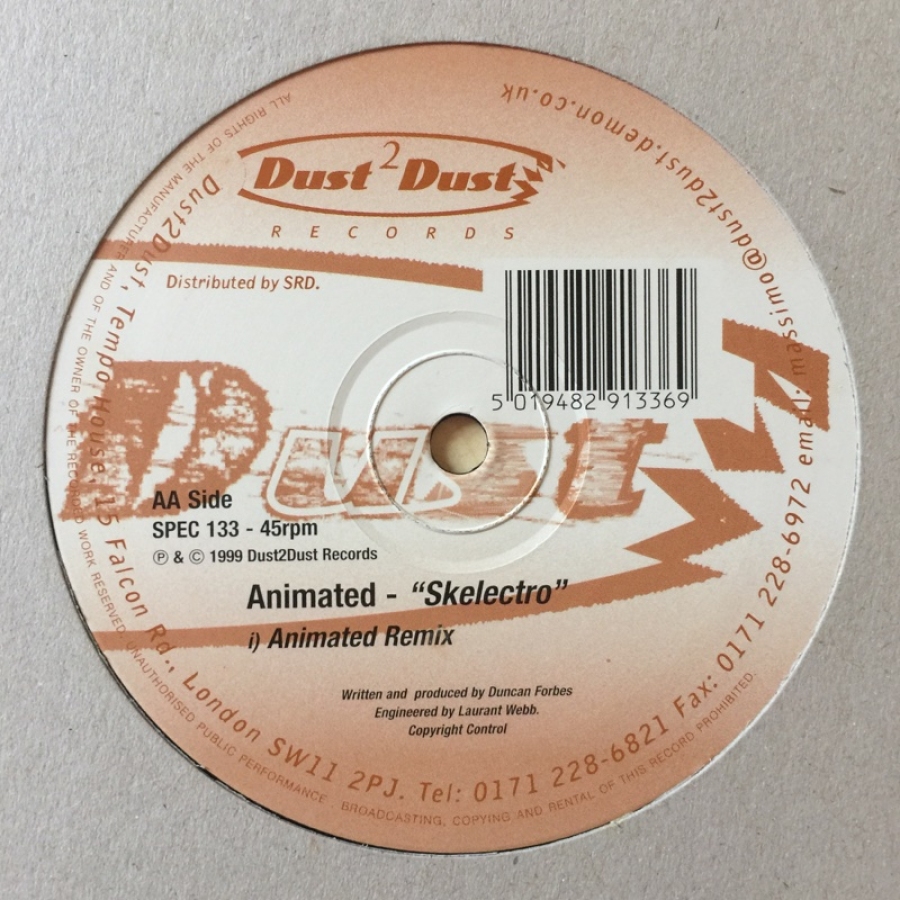 Dust 2 Dust
RECORDS
Distributed by SRD.
5 019482 913369
Dust
AA Side
SPEC 133 - 45rpm
℗ & © 1999 Dust2Dust Records
Animated - “Skelectro”
i) Animated Remix
Written and produced by Duncan Forbes
Engineered by Laurant Webb.
Copyright Control
Dust2Dust, Tempo House, 15 Falcon Rd., London SW11 2PJ. Tel: 0171 228-6821 Fax: 0171 228-6972 email: massimo@dust2dust.daemon.co.uk
ALL RIGHTS OF THE MANUFACTURER AND OF THE OWNER OF THE RECORDED WORK RESERVED. UNAUTHORISED PUBLIC PERFORMANCE. BROADCASTING, COPYING AND RENTAL OF THIS RECORD PROHIBITED.